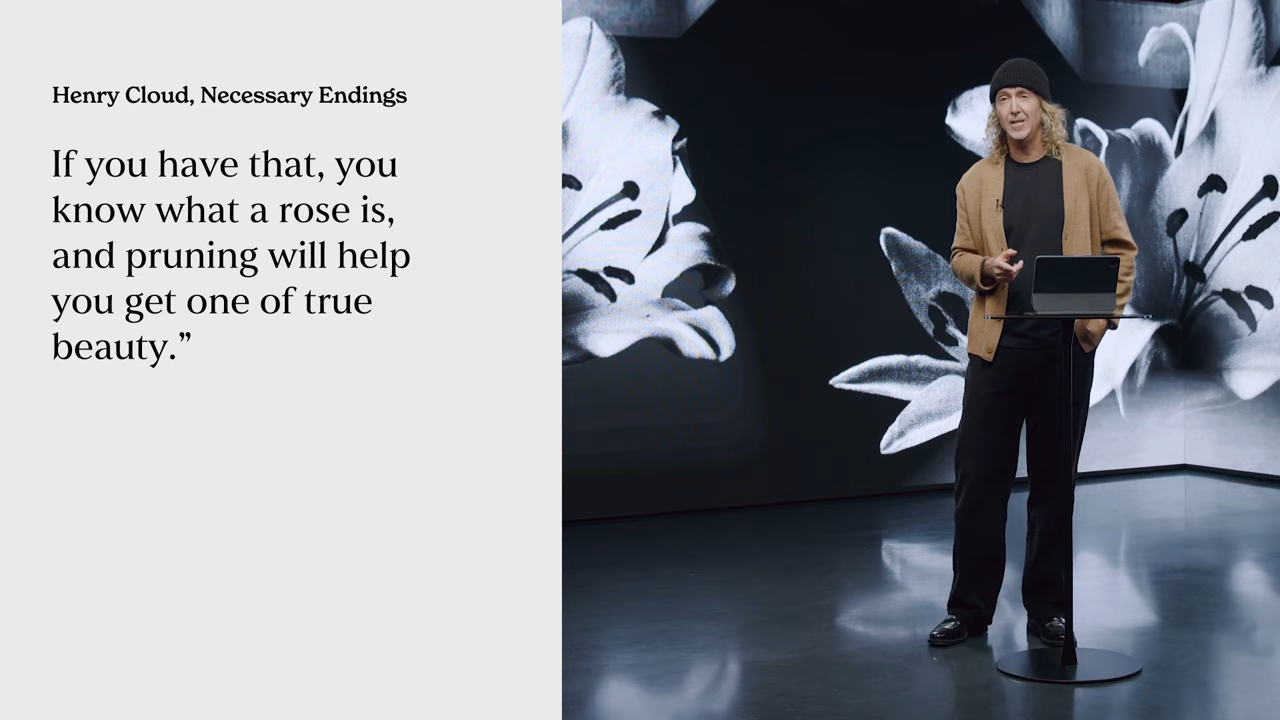 Henry Cloud, Necessary Endings
If you have that, you
know what a rose is,
and pruning will help
you get one of true
beauty.”